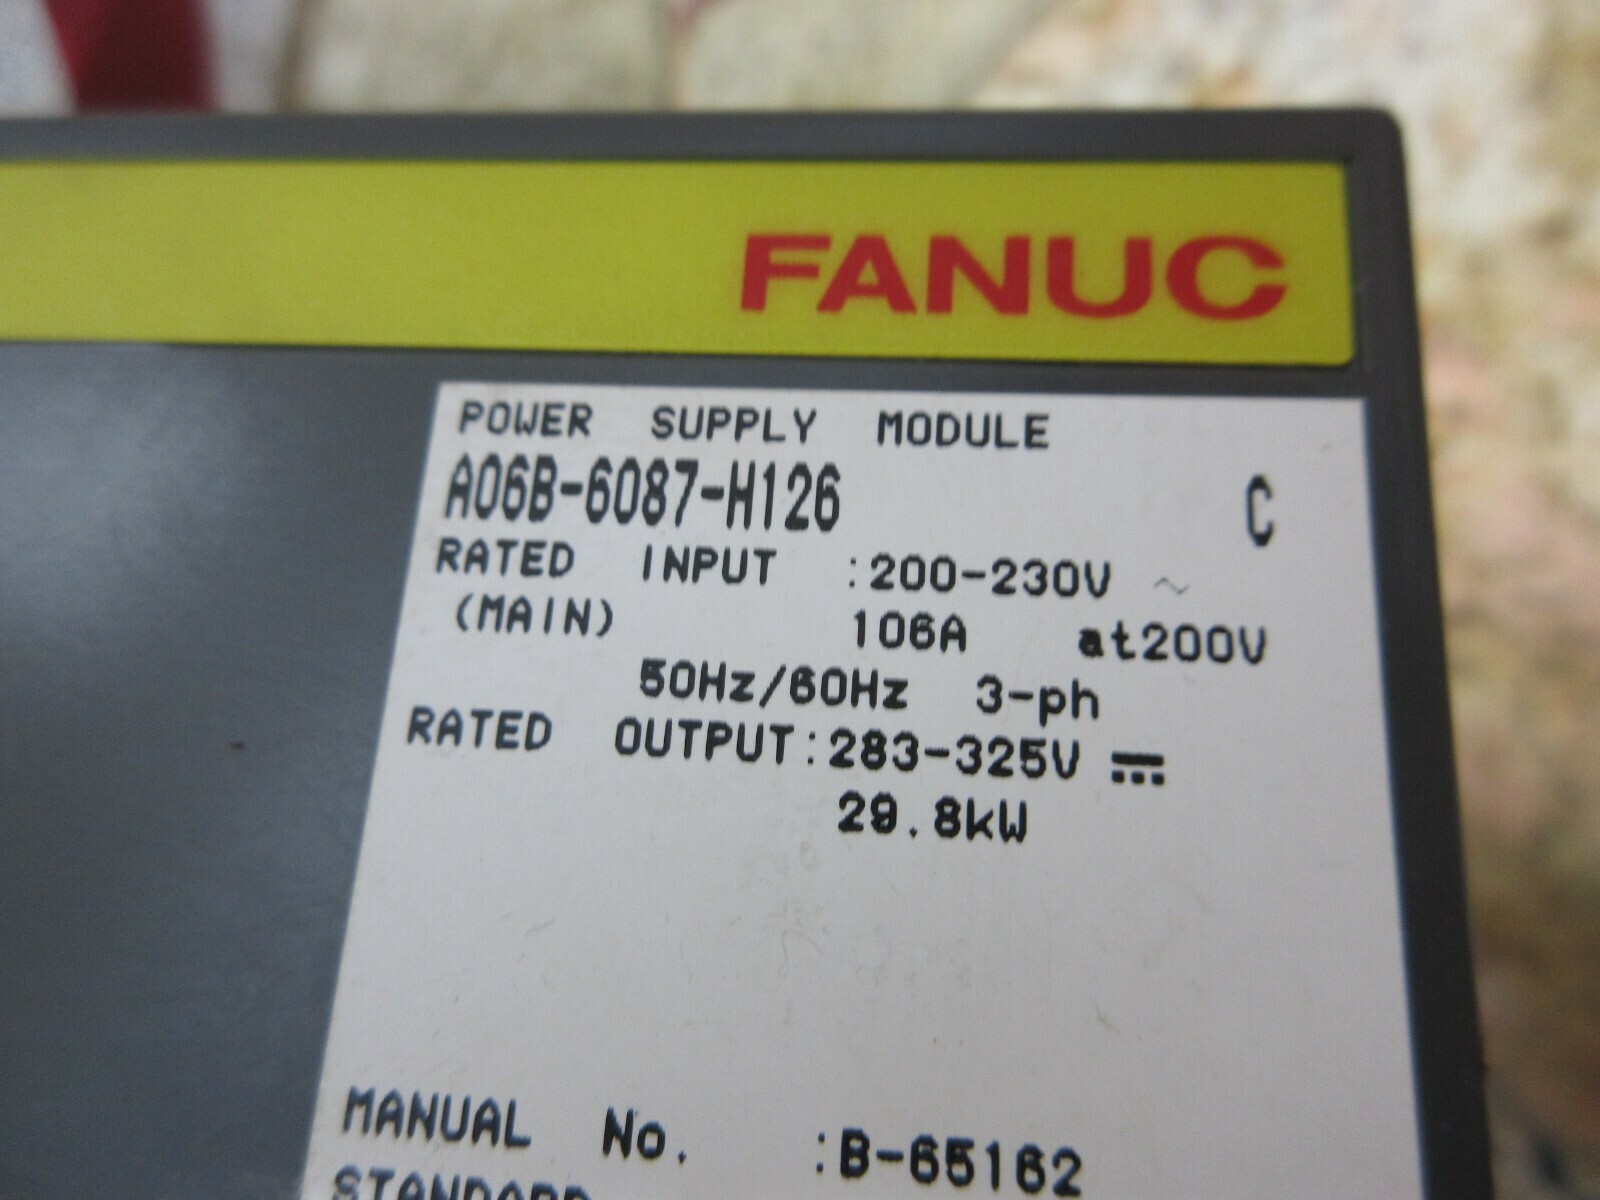 FANUC
POWER SUPPLY MODULE
A06B-6087-H126 C
RATED INPUT :200-230V ~
(MAIN) 106A at200V
50Hz/60Hz 3-ph
RATED OUTPUT:283-325V ⎓
29.8kW
MANUAL No. :B-65162
STANDARD